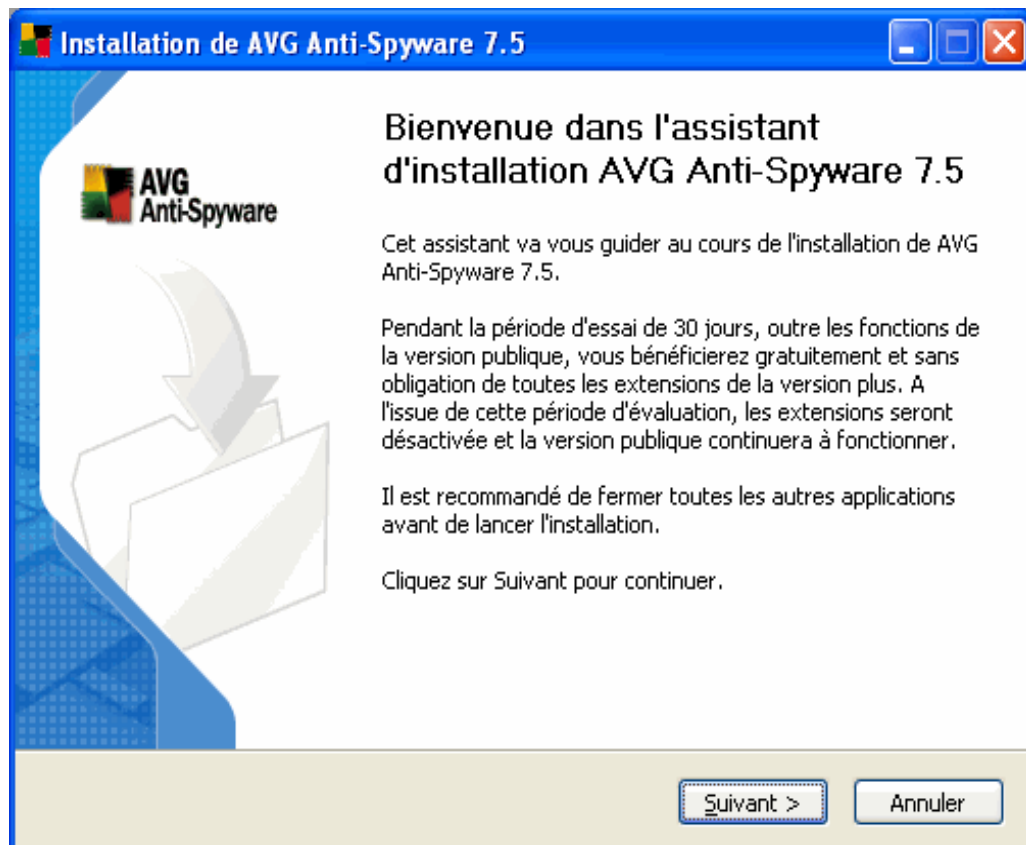 Installation de AVG Anti-Spyware 7.5
AVG
Anti-Spyware
Bienvenue dans l'assistant
d'installation AVG Anti-Spyware 7.5
Cet assistant va vous guider au cours de l'installation de AVG
Anti-Spyware 7.5.
Pendant la période d'essai de 30 jours, outre les fonctions de
la version publique, vous bénéficierez gratuitement et sans
obligation de toutes les extensions de la version plus. A
l'issue de cette période d'évaluation, les extensions seront
désactivée et la version publique continuera à fonctionner.
Il est recommandé de fermer toutes les autres applications
avant de lancer l'installation.
Cliquez sur Suivant pour continuer.
Suivant >
Annuler